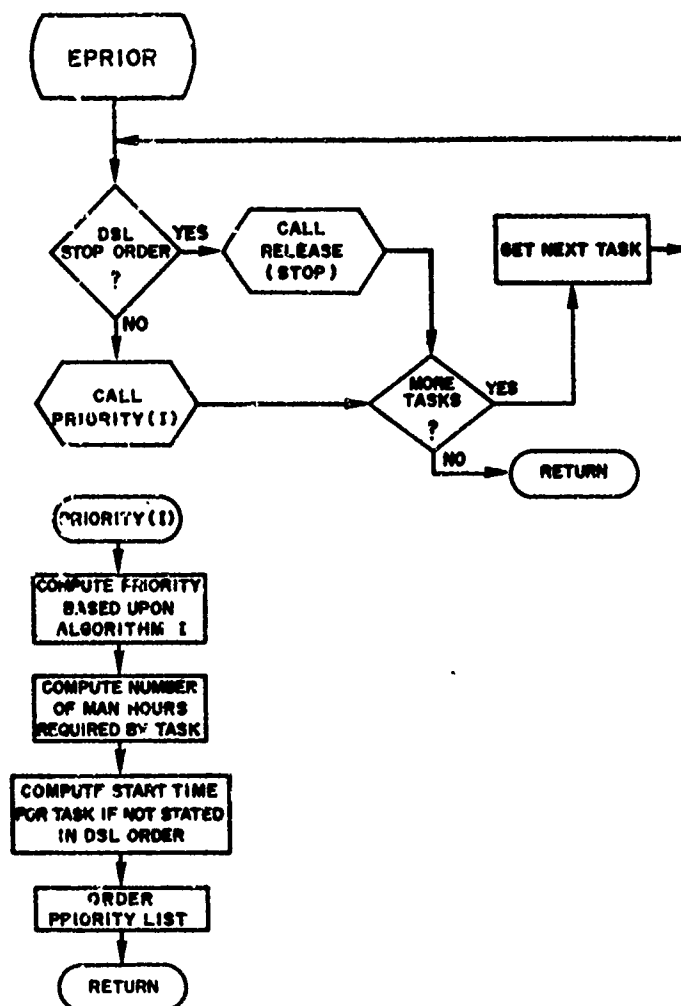 EPRIOR
DSL
STOP ORDER
?
YES
CALL
RELEASE
(STOP)
GET NEXT TASK
NO
CALL
PRIORITY(I)
MORE
TASKS
?
YES
NO
RETURN
PRIORITY(I)
COMPUTE PRIORITY
BASED UPON
ALGORITHM I
COMPUTE NUMBER
OF MAN HOURS
REQUIRED BY TASK
COMPUTE START TIME
FOR TASK IF NOT STATED
IN DSL ORDER
ORDER
PRIORITY LIST
RETURN